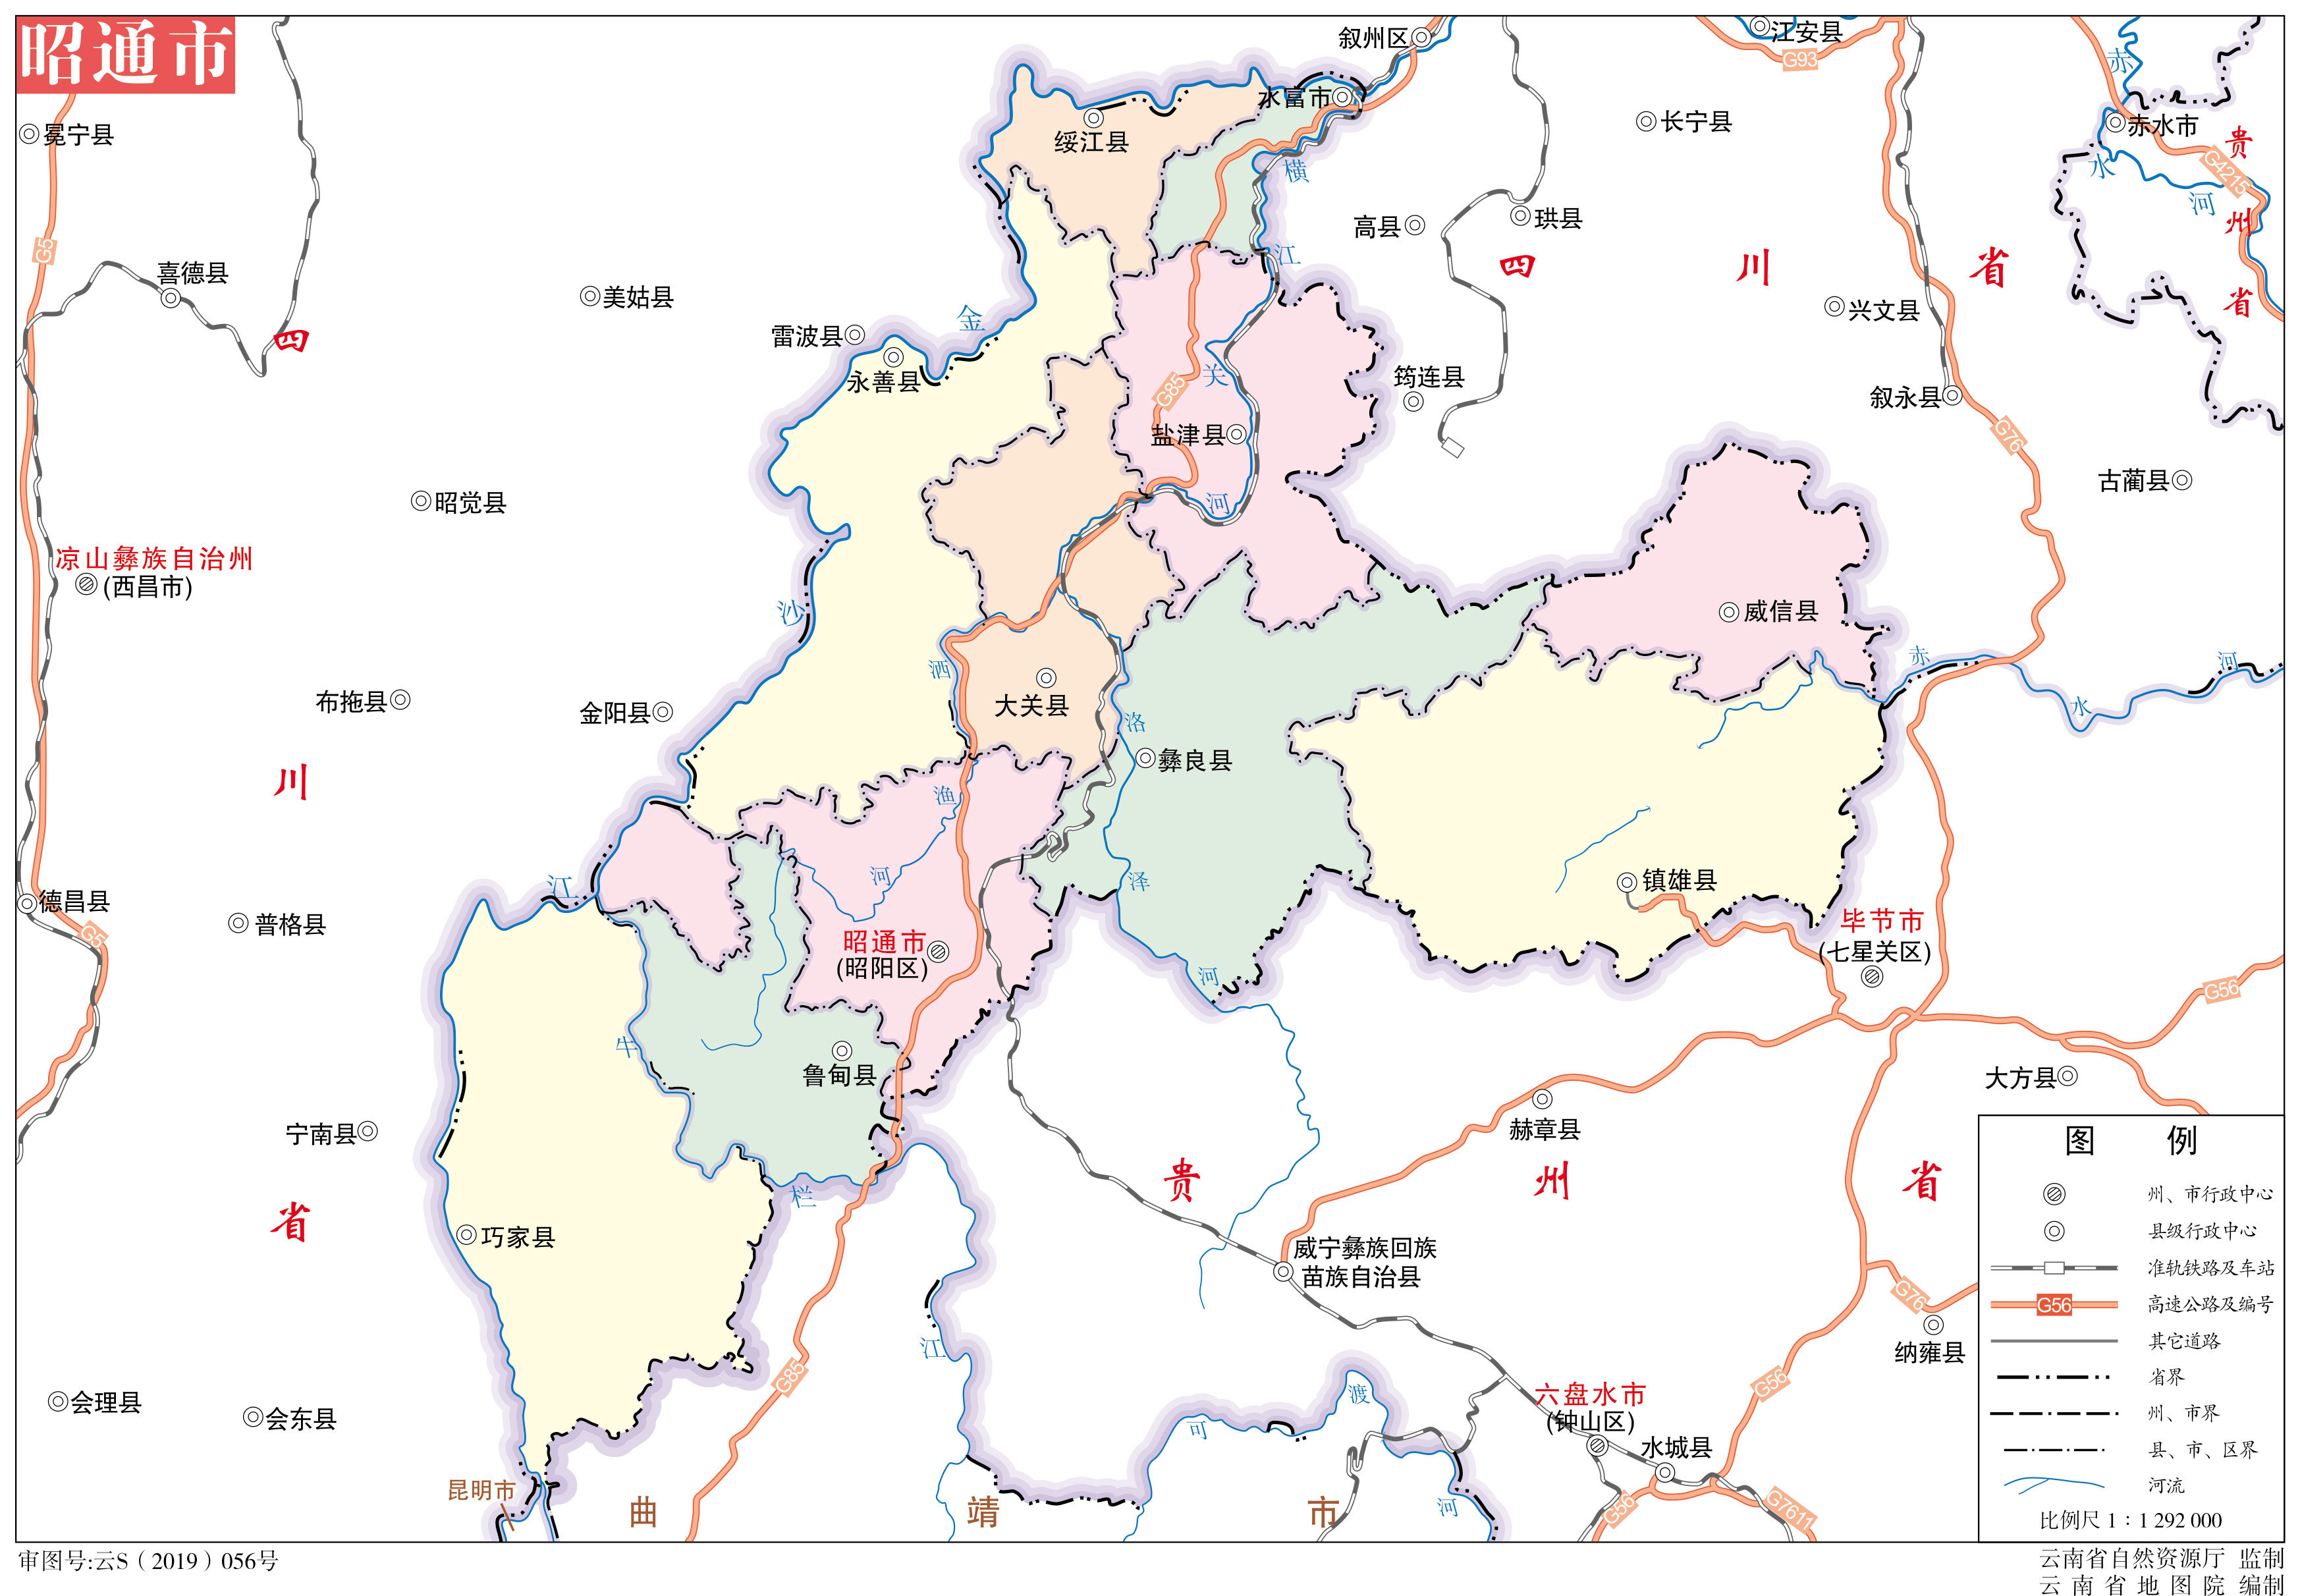 昭通市
叙州区
江安县
G93
水富市
绥江县
冕宁县
长宁县
赤
赤水市
贵
G4215
水
河
州
省
横
高县
珙县
江
G5
喜德县
四
川
省
美姑县
金
雷波县
永善县
兴文县
四
G85
关
筠连县
叙永县
盐津县
G76
古蔺县
昭觉县
河
凉山彝族自治州
(西昌市)
沙
威信县
洒
赤
河
布拖县
金阳县
大关县
洛
水
彝良县
川
渔
河
泽
江
镇雄县
德昌县
普格县
G5
昭通市
(昭阳区)
毕节市
(七星关区)
河
G56
牛
鲁甸县
大方县
宁南县
赫章县
贵
州
省
栏
省
巧家县
威宁彝族回族
苗族自治县
G76
纳雍县
江
G85
会理县
会东县
渡
可
六盘水市
(钟山区)
水城县
G56
昆明市
曲
靖
市
河
G56
G7611
图 例
州、市行政中心
县级行政中心
准轨铁路及车站
G56 高速公路及编号
其它道路
省界
州、市界
县、市、区界
河流
比例尺 1：1 292 000
审图号:云S（2019）056号
云南省自然资源厅 监制
云南省地图院 编制